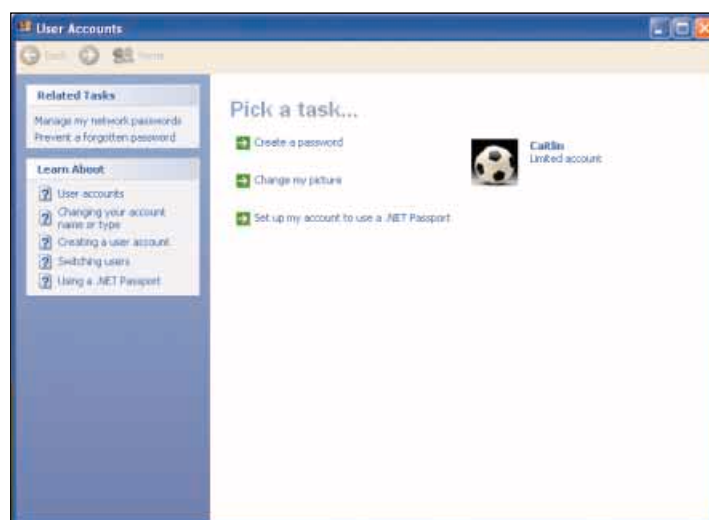 User Accounts
Back Home
Related Tasks
Manage my network passwords
Prevent a forgotten password
Learn About
User accounts
Changing your account
name or type
Creating a user account
Switching users
Using a .NET Passport
Pick a task...
Create a password
Change my picture
Set up my account to use a .NET Passport
Caitlin
Limited account